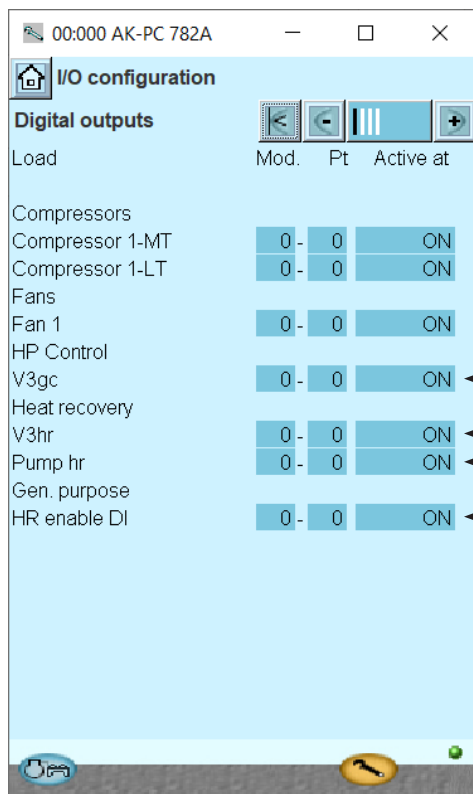 00:000 AK-PC 782A
I/O configuration
Digital outputs
Load Mod. Pt Active at
Compressors
Compressor 1-MT 0 - 0 ON
Compressor 1-LT 0 - 0 ON
Fans
Fan 1 0 - 0 ON
HP Control
V3gc 0 - 0 ON
Heat recovery
V3hr 0 - 0 ON
Pump hr 0 - 0 ON
Gen. purpose
HR enable DI 0 - 0 ON